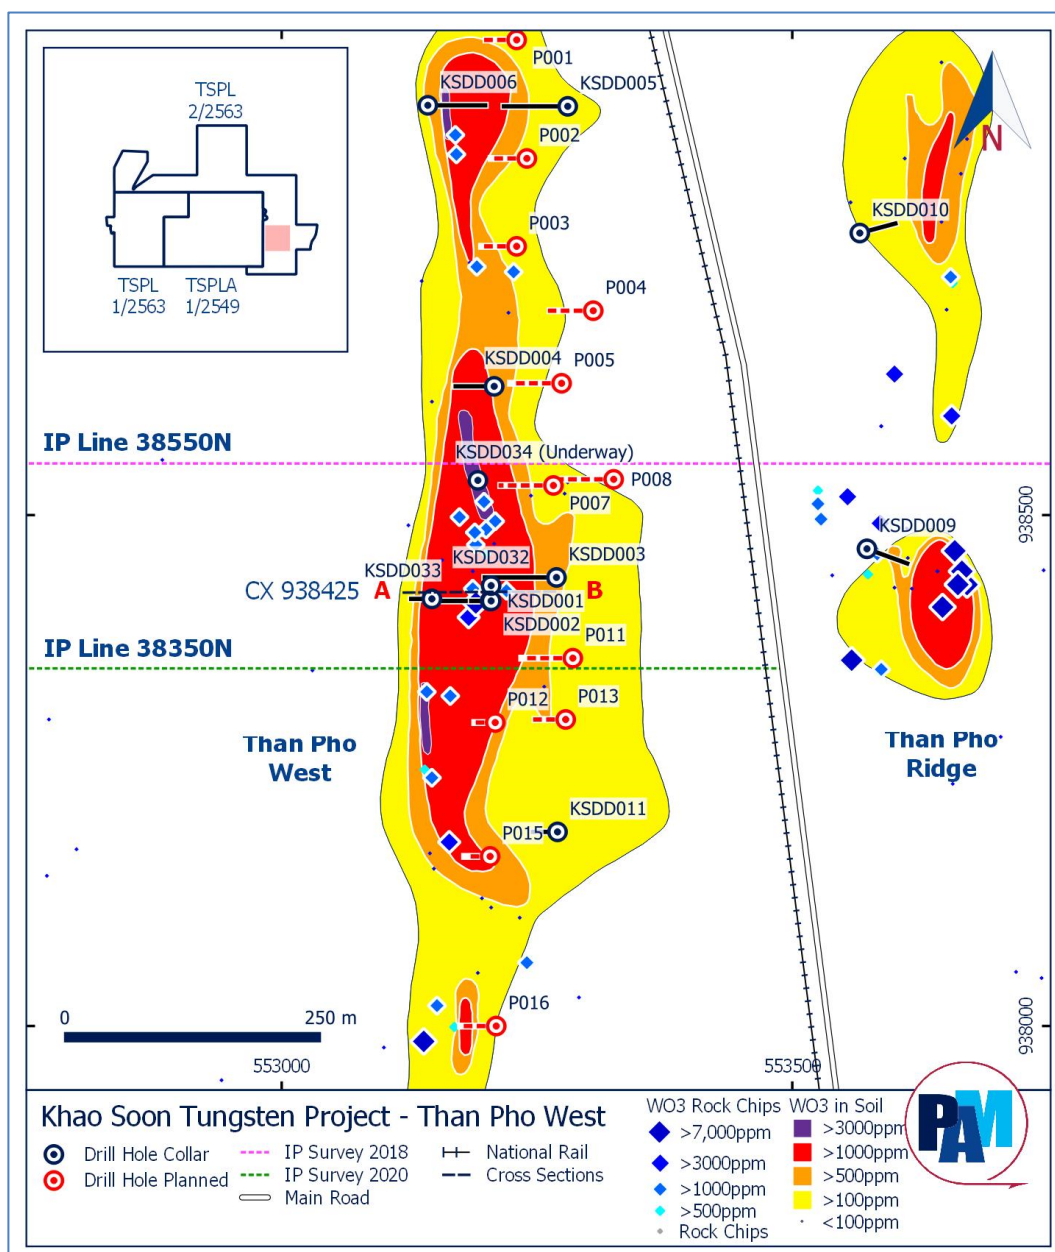 P001
KSDD006
KSDD005
TSPL
2/2563
P002
N
KSDD010
P003
TSPL
1/2563
TSPLA
1/2549
P004
KSDD004
P005
IP Line 38550N
KSDD034 (Underway)
P008
P007
938500
KSDD009
KSDD032
KSDD003
KSDD033
CX 938425
A
B
KSDD001
KSDD002
P011
IP Line 38350N
P012
P013
Than Pho
West
Than Pho
Ridge
KSDD011
P015
P016
0
250 m
938000
553000
553500
Khao Soon Tungsten Project - Than Pho West
Drill Hole Collar
Drill Hole Planned
IP Survey 2018
IP Survey 2020
Main Road
National Rail
Cross Sections
WO3 Rock Chips
>7,000ppm
>3000ppm
>1000ppm
>500ppm
Rock Chips
WO3 in Soil
>3000ppm
>1000ppm
>500ppm
>100ppm
<100ppm
PAM